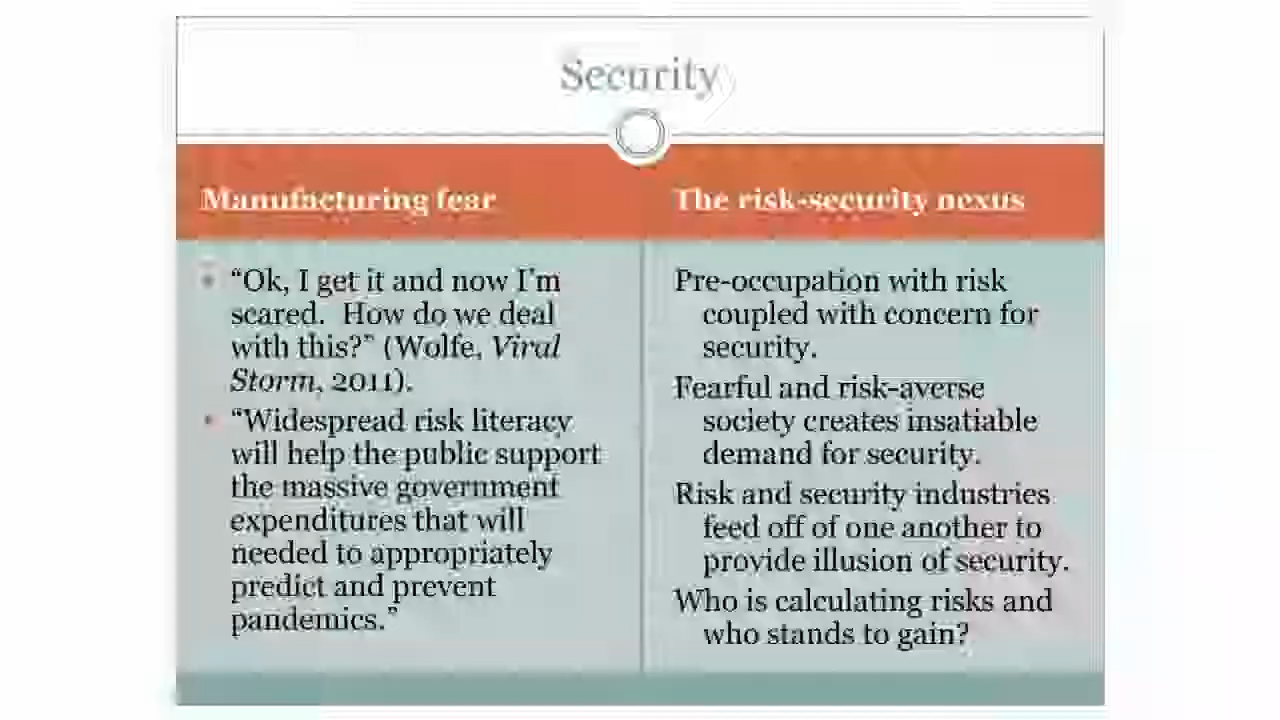 Security
Manufacturing fear
“Ok, I get it and now I’m
scared. How do we deal
with this?” (Wolfe, Viral
Storm, 2011).
“Widespread risk literacy
will help the public support
the massive government
expenditures that will
needed to appropriately
predict and prevent
pandemics.”
The risk-security nexus
Pre-occupation with risk
coupled with concern for
security.
Fearful and risk-averse
society creates insatiable
demand for security.
Risk and security industries
feed off of one another to
provide illusion of security.
Who is calculating risks and
who stands to gain?